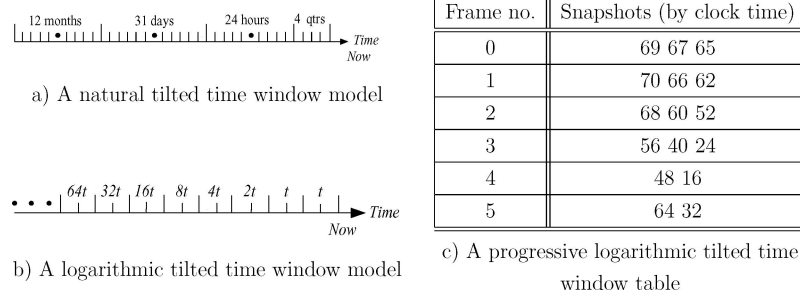 12 months 31 days 24 hours 4 qtrs
Time
Now
a) A natural tilted time window model
64t 32t 16t 8t 4t 2t t t
Time
Now
b) A logarithmic tilted time window model
Frame no. Snapshots (by clock time)
0 69 67 65
1 70 66 62
2 68 60 52
3 56 40 24
4 48 16
5 64 32
c) A progressive logarithmic tilted time
window table